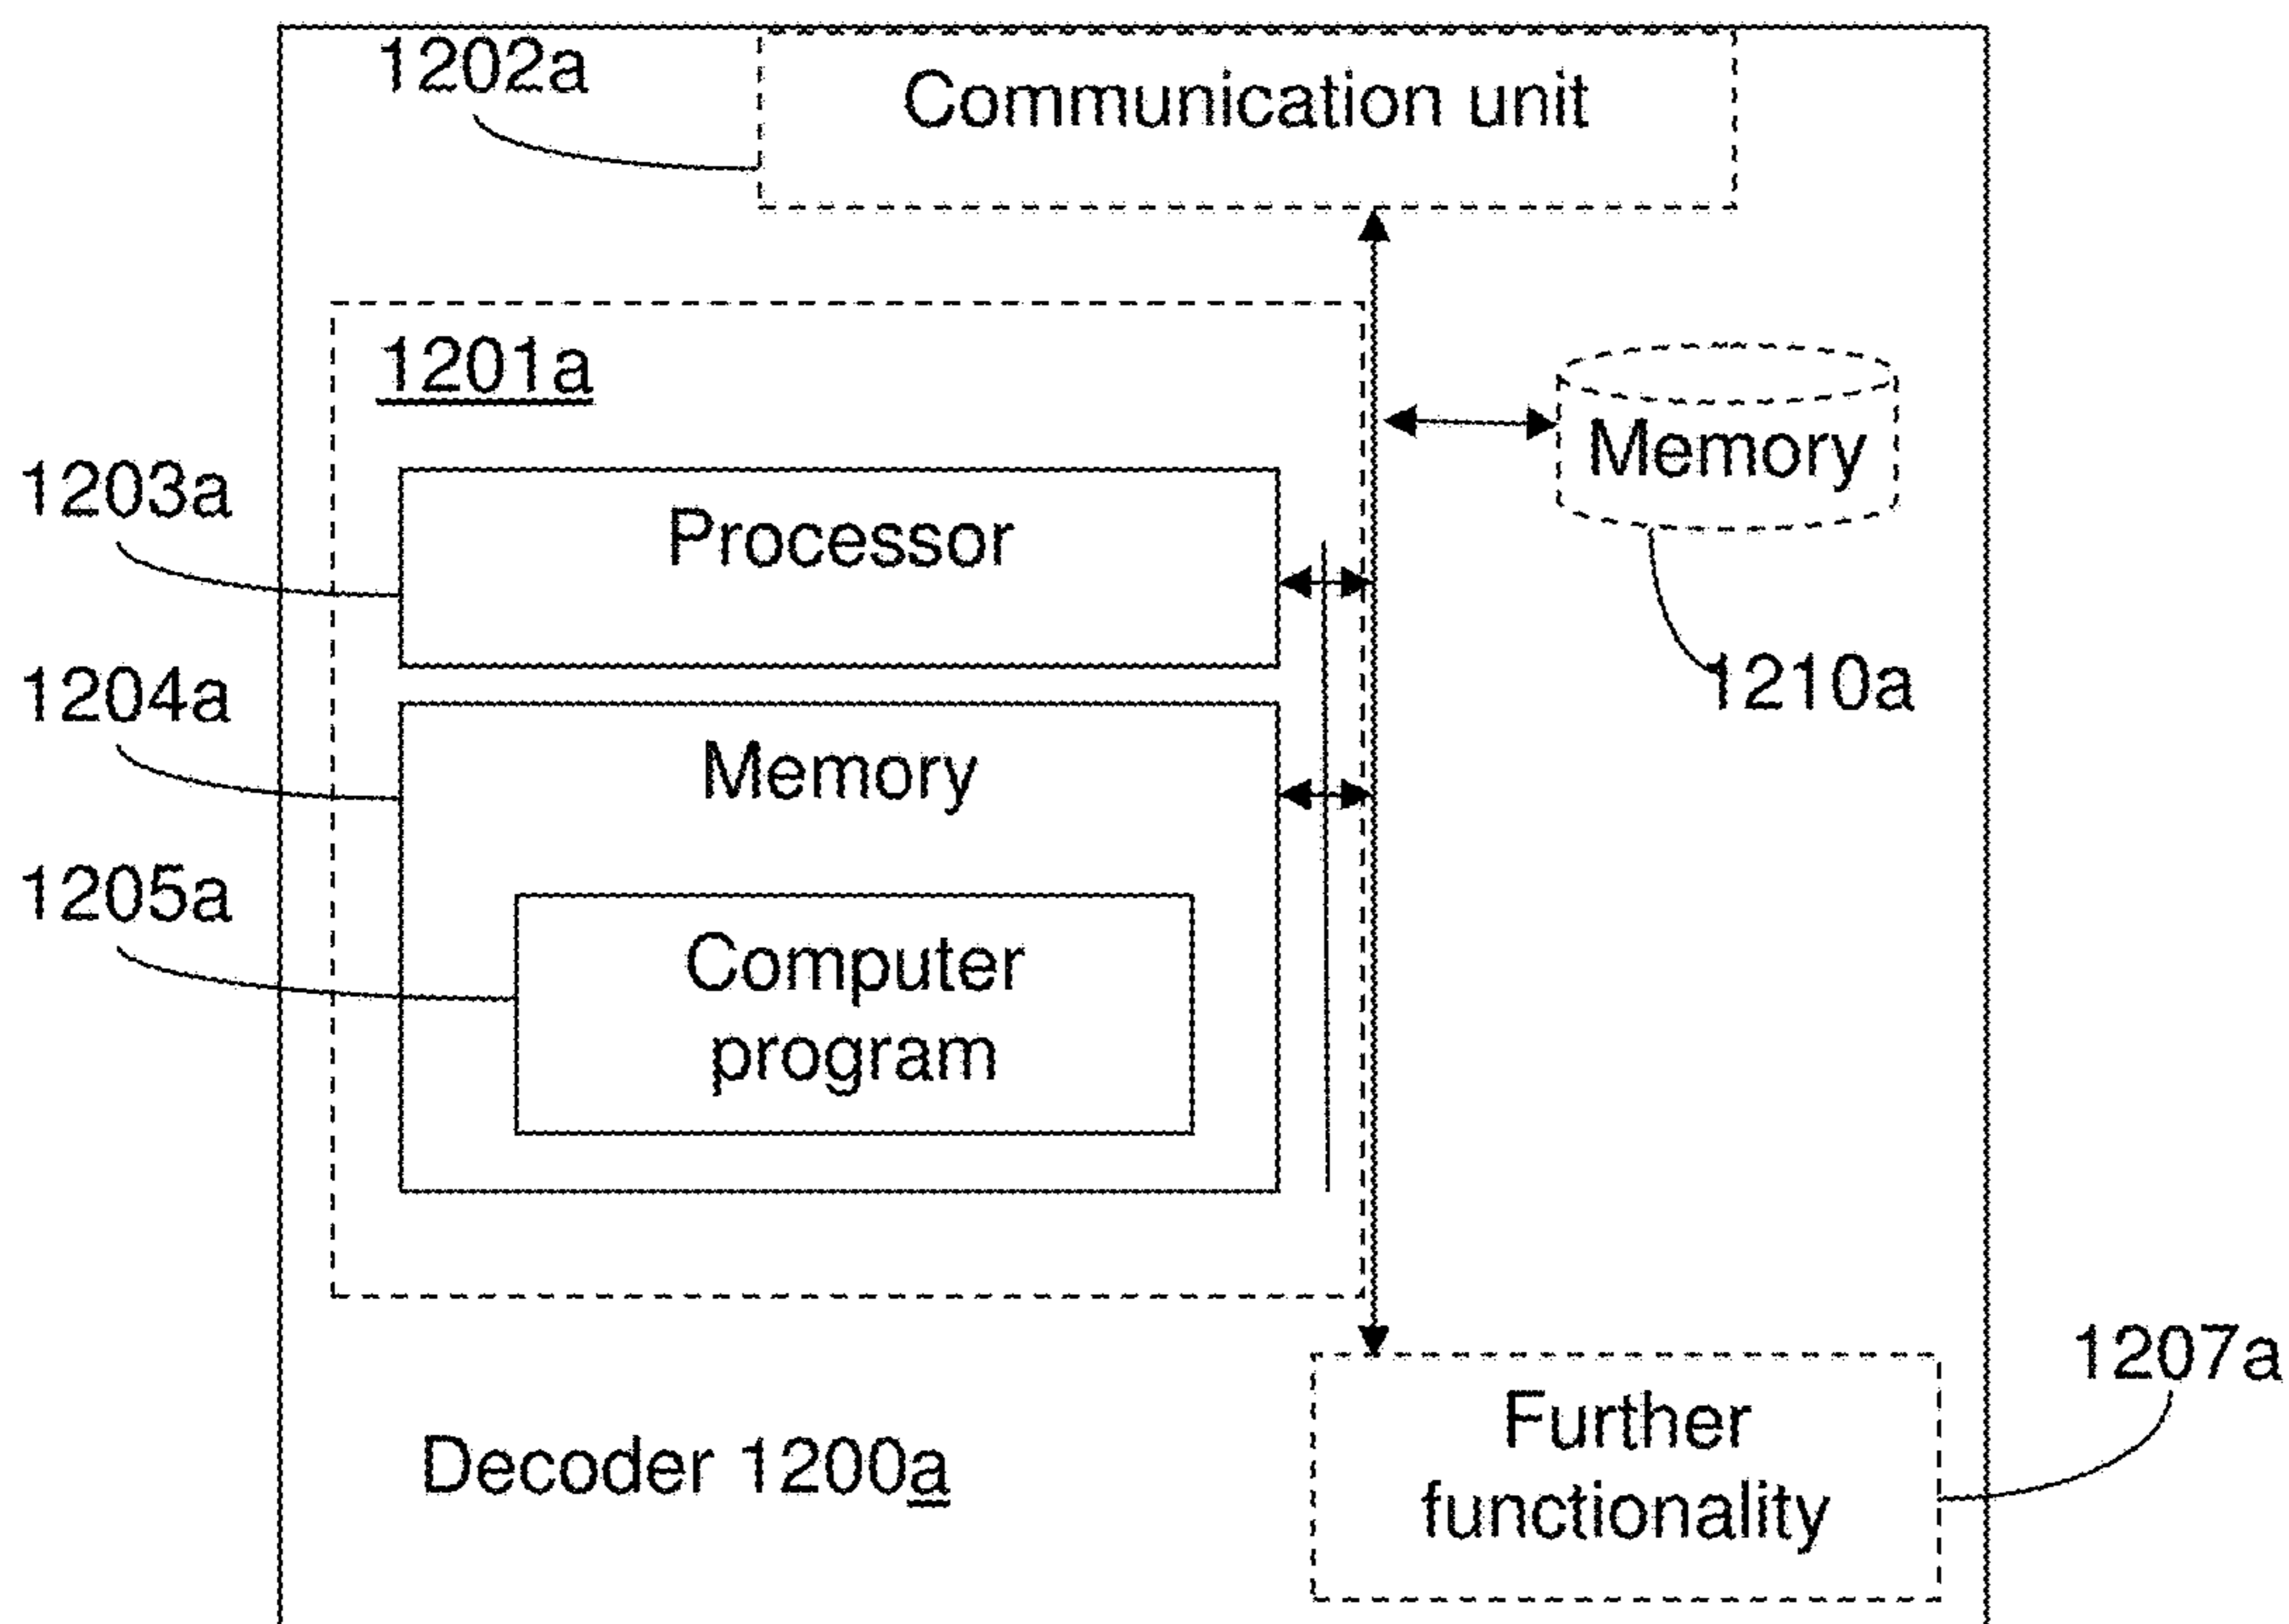 1202a
Communication unit
1201a
Memory
1203a
Processor
1210a
1204a
Memory
1205a
Computer
program
1207a
Further
functionality
Decoder 1200a